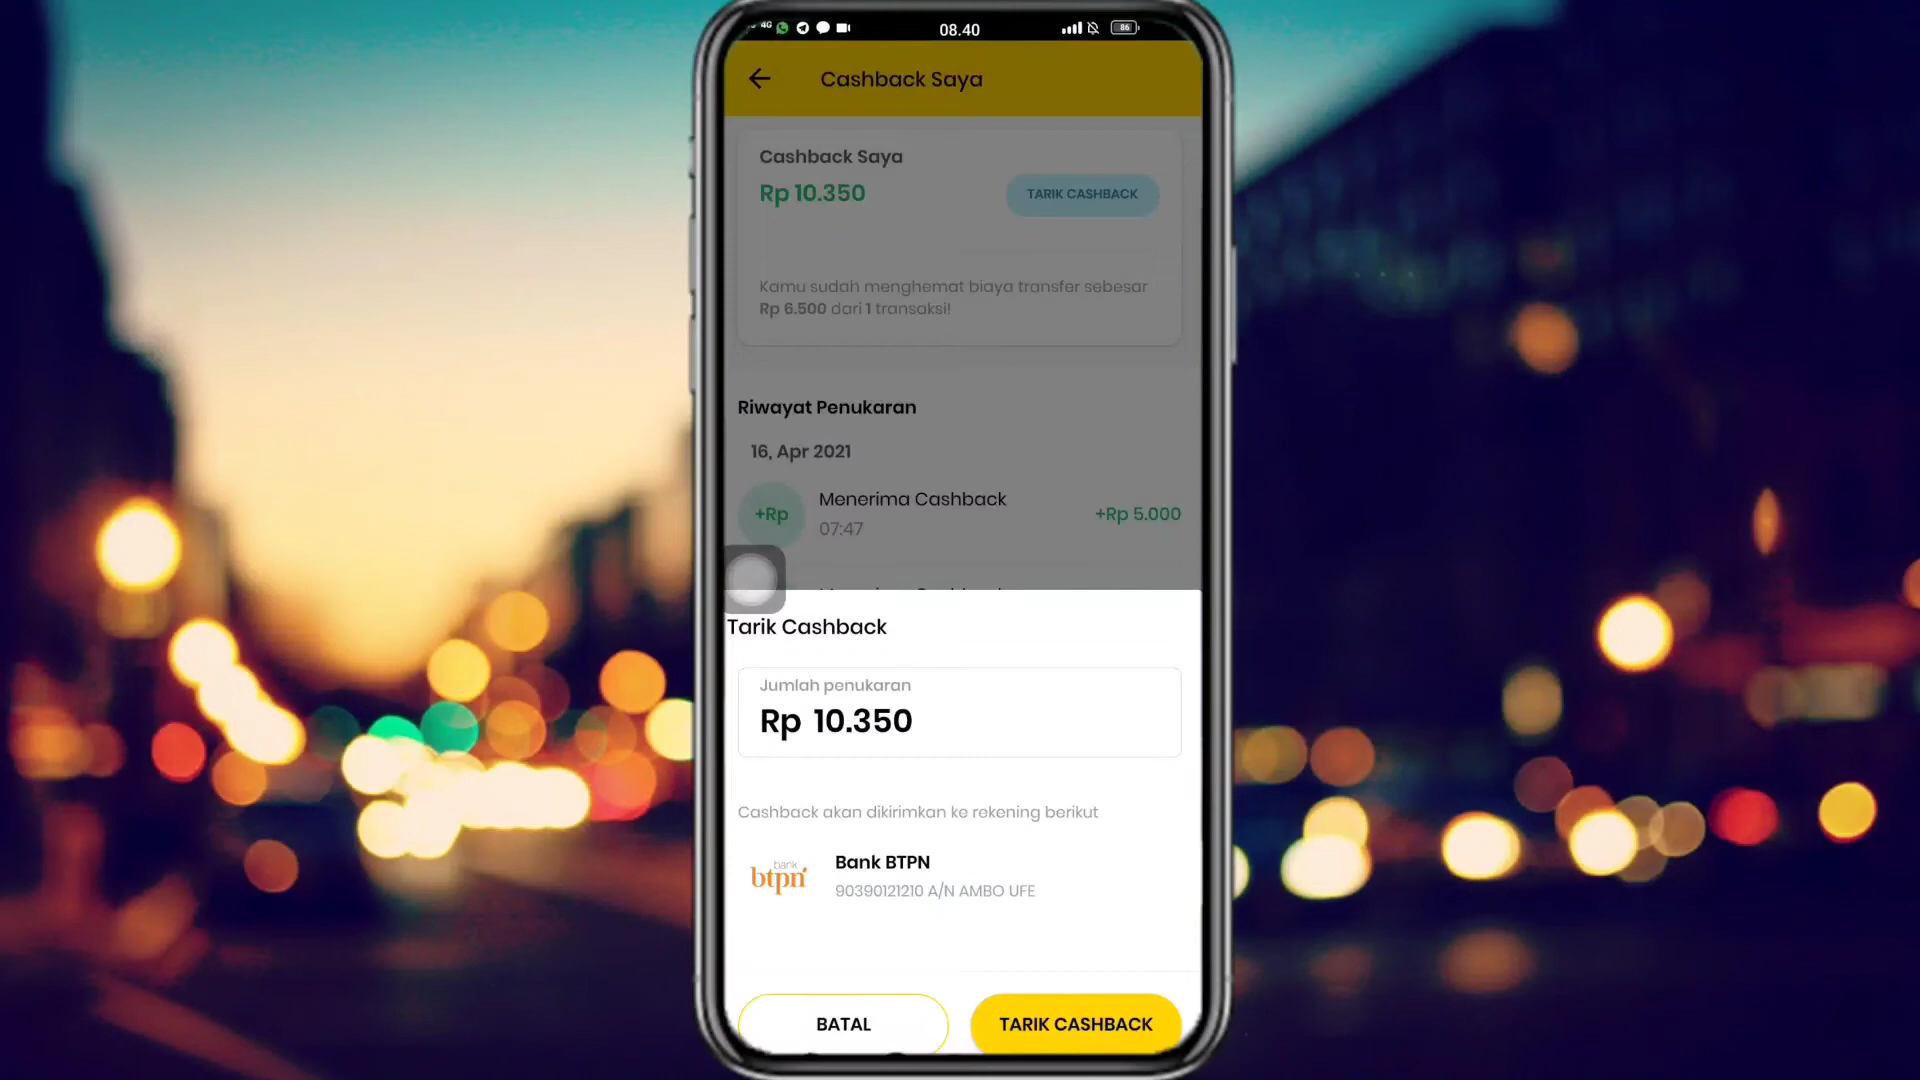 4G 08.40 86
Cashback Saya
Cashback Saya
Rp 10.350
TARIK CASHBACK
Kamu sudah menghemat biaya transfer sebesar
Rp 6.500 dari 1 transaksi!
Riwayat Penukaran
16, Apr 2021
+Rp
Menerima Cashback
07:47
+Rp 5.000
Tarik Cashback
Jumlah penukaran
Rp 10.350
Cashback akan dikirimkan ke rekening berikut
bank
btpn
Bank BTPN
90390121210 A/N AMBO UFE
BATAL
TARIK CASHBACK